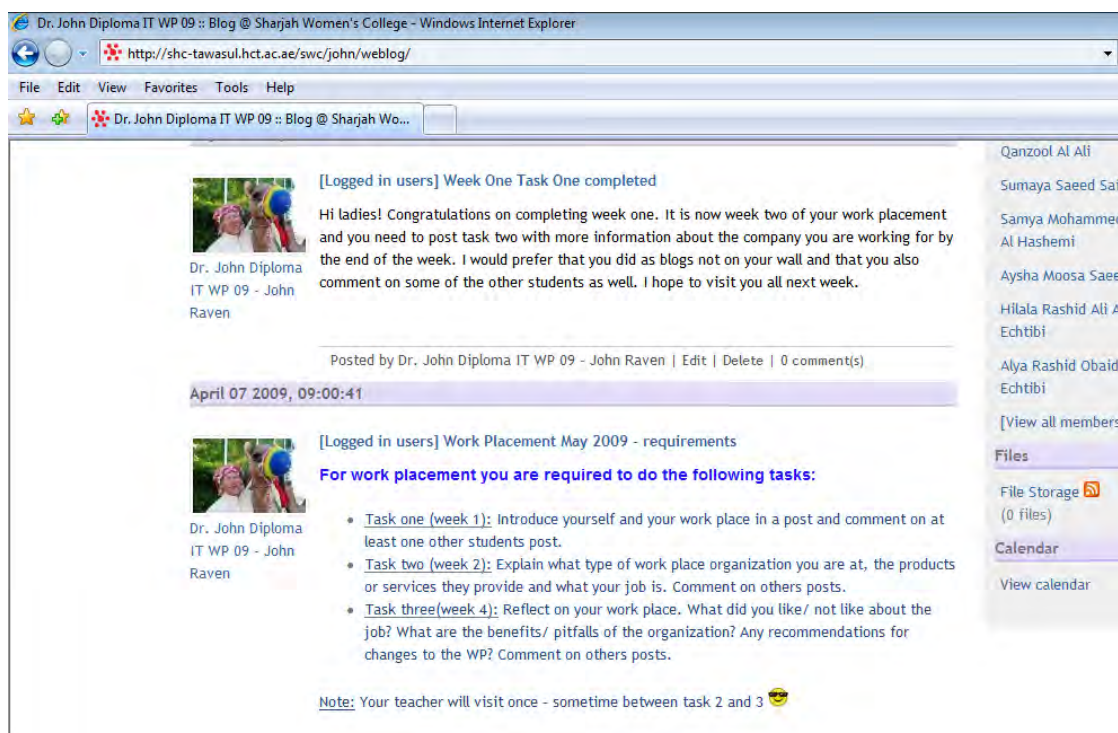 Dr. John Diploma IT WP 09 :: Blog @ Sharjah Women's College - Windows Internet Explorer
http://shc-tawasul.hct.ac.ae/swc/john/weblog/
File Edit View Favorites Tools Help
Dr. John Diploma IT WP 09 :: Blog @ Sharjah Wo...
[Logged in users] Week One Task One completed
Hi ladies! Congratulations on completing week one. It is now week two of your work placement
and you need to post task two with more information about the company you are working for by
the end of the week. I would prefer that you did as blogs not on your wall and that you also
comment on some of the other students as well. I hope to visit you all next week.
Dr. John Diploma
IT WP 09 - John
Raven
Posted by Dr. John Diploma IT WP 09 - John Raven | Edit | Delete | 0 comment(s)
April 07 2009, 09:00:41
[Logged in users] Work Placement May 2009 - requirements
For work placement you are required to do the following tasks:
Dr. John Diploma
IT WP 09 - John
Raven
Task one (week 1): Introduce yourself and your work place in a post and comment on at
least one other students post.
Task two (week 2): Explain what type of work place organization you are at, the products
or services they provide and what your job is. Comment on others posts.
Task three(week 4): Reflect on your work place. What did you like/ not like about the
job? What are the benefits/ pitfalls of the organization? Any recommendations for
changes to the WP? Comment on others posts.
Note: Your teacher will visit once - sometime between task 2 and 3
Qanzool Al Ali
Sumaya Saeed Sai
Samya Mohammed
Al Hashemi
Aysha Moosa Saee
Hilala Rashid Ali A
Echtibi
Alya Rashid Obaid
Echtibi
[View all members
Files
File Storage
(0 files)
Calendar
View calendar